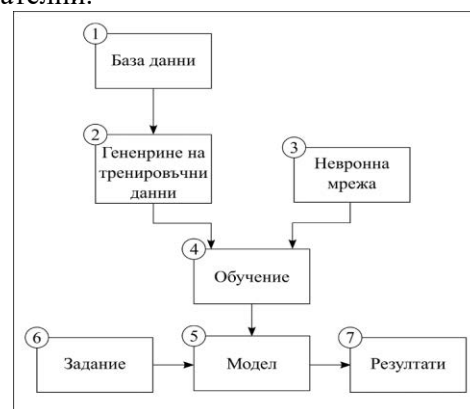 ателни.
1
База данни
2
Гененрине на
тренировъчни
данни
3
Невронна
мрежа
4
Обучение
6
Задание
5
Модел
7
Резултати